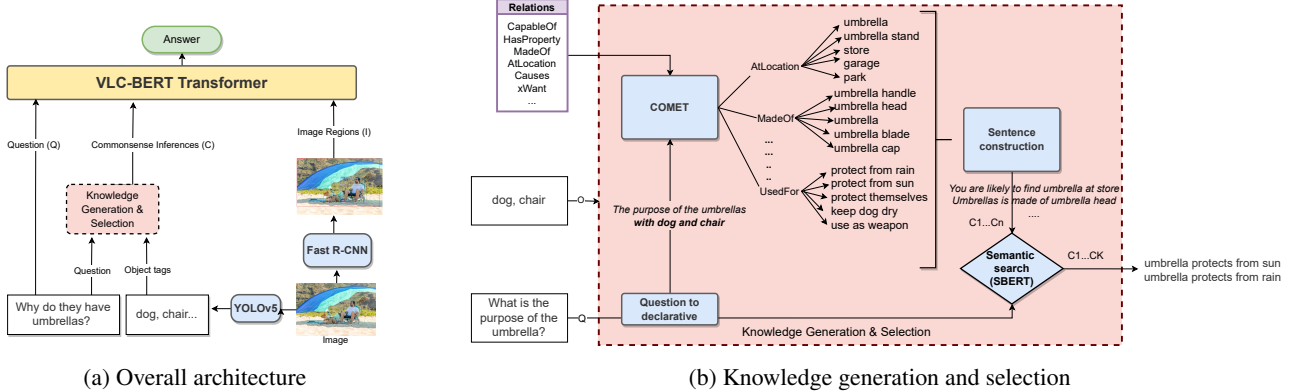 Answer
VLC-BERT Transformer
Question (Q)
Commonsense Inferences (C)
Image Regions (I)
Knowledge
Generation &
Selection
Fast R-CNN
Question
Object tags
Why do they have
umbrellas?
dog, chair...
YOLOv5
Image
(a) Overall architecture
Relations
CapableOf
HasProperty
MadeOf
AtLocation
Causes
xWant
...
dog, chair
O
What is the
purpose of the
umbrella?
Q
COMET
The purpose of the umbrellas
with dog and chair
Question to
declarative
AtLocation
umbrella
umbrella stand
store
garage
park
MadeOf
umbrella handle
umbrella head
umbrella
umbrella blade
umbrella cap
...
...
...
UsedFor
protect from rain
protect from sun
protect themselves
keep dog dry
use as weapon
Sentence
construction
You are likely to find umbrella at store
Umbrellas is made of umbrella head
....
C1...Cn
Semantic
search
(SBERT)
C1...CK
umbrella protects from sun
umbrella protects from rain
Knowledge Generation & Selection
(b) Knowledge generation and selection